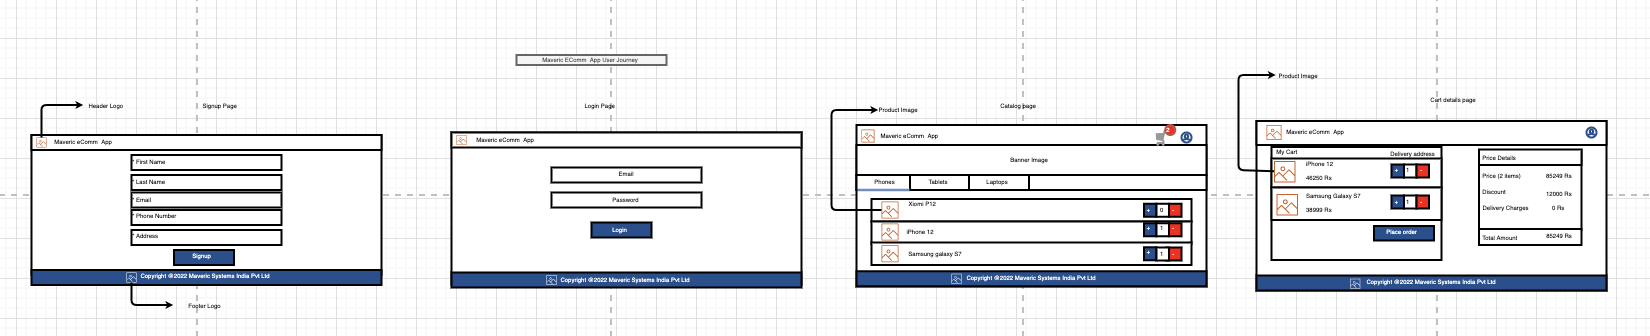 Maveric EComm App User Journey
Header Logo
Signup Page
Maveric eComm App
* First Name
* Last Name
* Email
* Phone Number
* Address
Signup
Copyright @2022 Maveric Systems India Pvt Ltd
Footer Logo
Login Page
Maveric eComm App
Email
Password
Login
Copyright @2022 Maveric Systems India Pvt Ltd
Product Image
Catalog page
Maveric eComm App
2
Banner Image
Phones Tablets Laptops
Xiomi P12
+ 0 -
iPhone 12
+ 1 -
Samsung galaxy S7
+ 1 -
Copyright @2022 Maveric Systems India Pvt Ltd
Product Image
Cart details page
Maveric eComm App
My Cart Delivery address
iPhone 12
46250 Rs
+ 1 -
Samsung Galaxy S7
38999 Rs
+ 1 -
Place order
Price Details
Price (2 items) 85249 Rs
Discount 12000 Rs
Delivery Charges 0 Rs
Total Amount 85249 Rs
Copyright @2022 Maveric Systems India Pvt Ltd